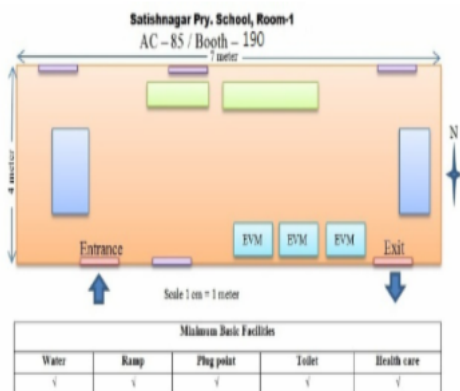 Satishnagar Pry. School, Room-1
AC – 85 / Booth – 190
7 meter
4 meter
N
EVM EVM EVM
Entrance Exit
Scale 1 cm = 1 meter
Minimum Basic Facilities
Water Ramp Plug point Toilet Health care
√ √ √ √ √